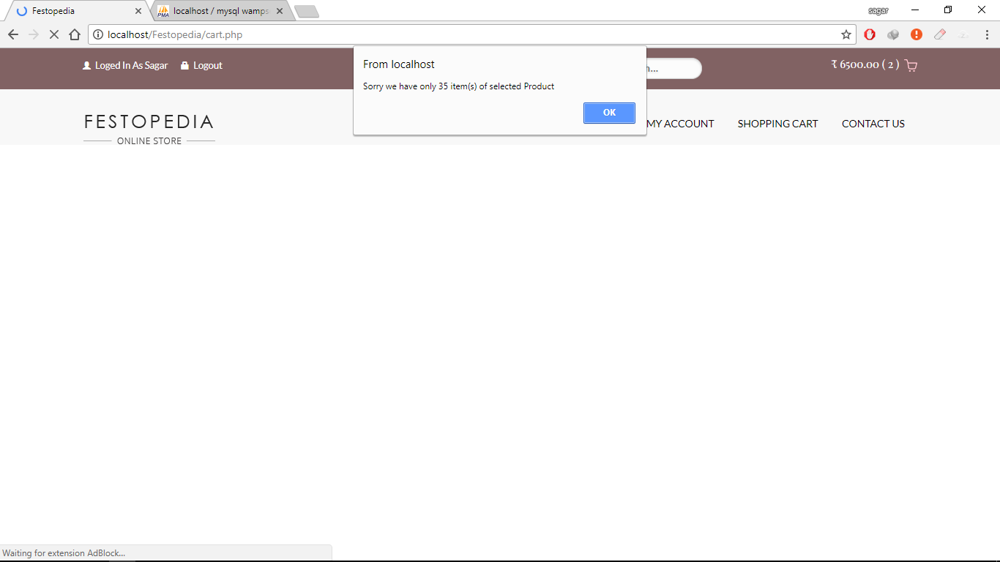 Festopedia
localhost / mysql wamps
sagar
localhost/Festopedia/cart.php
Loged In As Sagar
Logout
From localhost
Sorry we have only 35 item(s) of selected Product
OK
₹ 6500.00 ( 2 )
FESTOPEDIA
ONLINE STORE
MY ACCOUNT
SHOPPING CART
CONTACT US
Waiting for extension AdBlock...